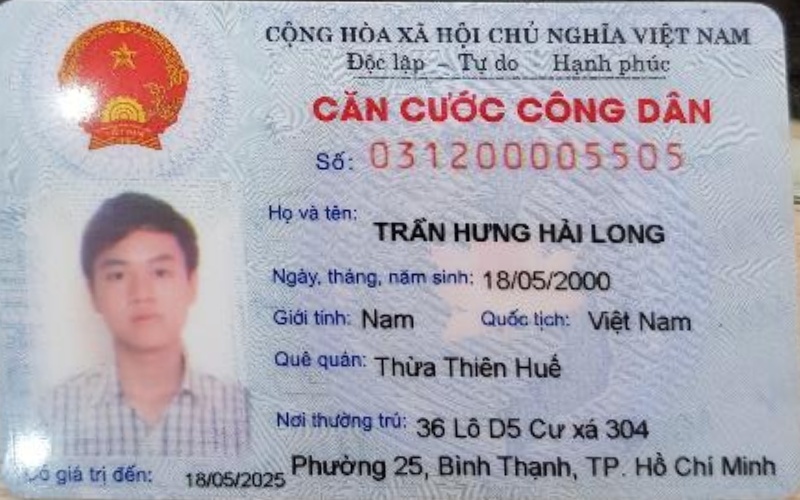 CỘNG HÒA XÃ HỘI CHỦ NGHĨA VIỆT NAM
Độc lập – Tự do Hạnh phúc
CĂN CƯỚC CÔNG DÂN
Số: 031200005505
Họ và tên: TRẦN HƯNG HẢI LONG
Ngày, tháng, năm sinh: 18/05/2000
Giới tính: Nam Quốc tịch: Việt Nam
Quê quán: Thừa Thiên Huế
Nơi thường trú: 36 Lô D5 Cư xá 304
Phường 25, Bình Thạnh, TP. Hồ Chí Minh
Có giá trị đến: 18/05/2025